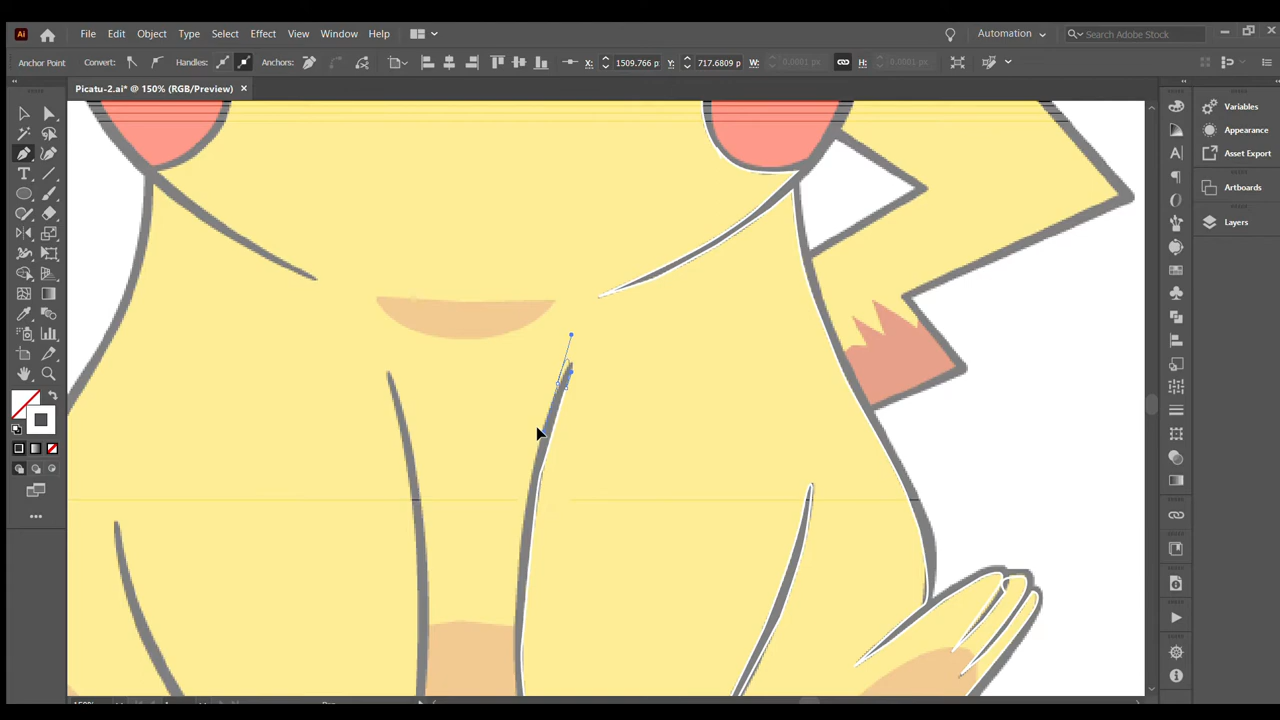 Ai File Edit Object Type Select Effect View Window Help Automation Search Adobe Stock
Anchor Point Convert: Handles: Anchors: X: 1509.766 p Y: 717.6809 p W: 0.0001 px H: 0.0001 px
Picatu-2.ai* @ 150% (RGB/Preview) ×
Variables
Appearance
Asset Export
Artboards
Layers